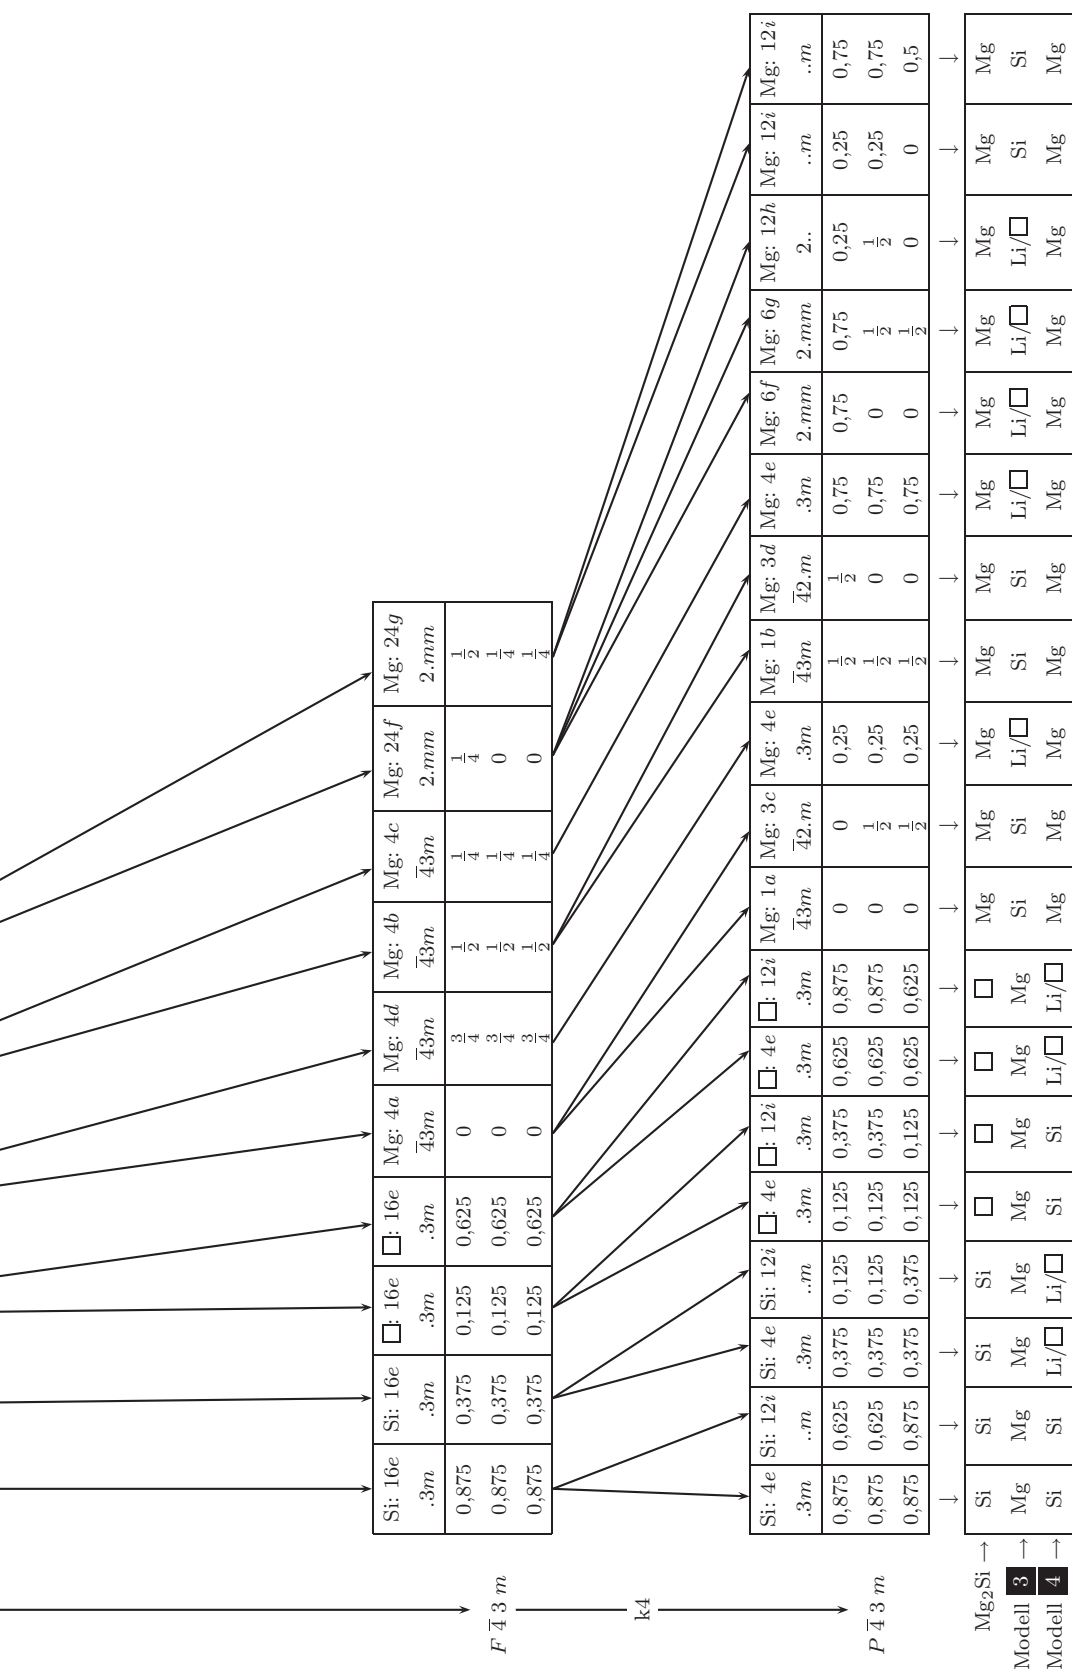 Si: 16e Si: 16e □: 16e □: 16e Mg: 4a Mg: 4d Mg: 4b Mg: 4c Mg: 24f Mg: 24g
.3m .3m .3m .3m 4̄3m 4̄3m 4̄3m 4̄3m 2.mm 2.mm
0,875 0,375 0,125 0,625 0 3/4 1/2 1/4 1/4 1/2
F 4̄ 3 m 0,875 0,375 0,125 0,625 0 3/4 1/2 1/4 0 1/4
0,875 0,375 0,125 0,625 0 3/4 1/2 1/4 0 1/4
k4
Si: 4e Si: 12i Si: 4e Si: 12i □: 4e □: 12i □: 4e □: 12i Mg: 1a Mg: 3c Mg: 4e Mg: 1b Mg: 3d Mg: 4e Mg: 6f Mg: 6g Mg: 12h Mg: 12i Mg: 12i
.3m ..m .3m ..m .3m .3m .3m .3m 4̄3m 4̄2.m .3m 4̄3m 4̄2.m .3m 2.mm 2.mm 2.. ..m ..m
0,875 0,625 0,375 0,125 0,125 0,375 0,625 0,875 0 0 0,25 1/2 1/2 0,75 0,75 0,75 0,25 0,25 0,75
P 4̄ 3 m 0,875 0,625 0,375 0,125 0,125 0,375 0,625 0,875 0 1/2 0,25 1/2 0 0,75 0 1/2 1/2 0,25 0,75
0,875 0,875 0,375 0,375 0,125 0,125 0,625 0,625 0 1/2 0,25 1/2 0 0,75 0 1/2 0 0 0,5
↓ ↓ ↓ ↓ ↓ ↓ ↓ ↓ ↓ ↓ ↓ ↓ ↓ ↓ ↓ ↓ ↓ ↓ ↓
Mg₂Si → Si Si Si Si □ □ □ □ Mg Mg Mg Mg Mg Mg Mg Mg Mg Mg Mg
Modell 3 → Mg Mg Mg Mg Mg Mg Mg Mg Si Si Li/□ Si Si Li/□ Li/□ Li/□ Li/□ Si Si
Modell 4 → Si Si Li/□ Li/□ Si Si Li/□ Li/□ Mg Mg Mg Mg Mg Mg Mg Mg Mg Mg Mg